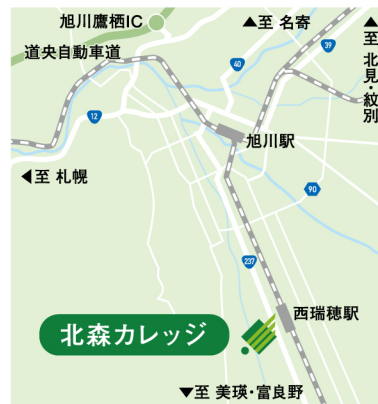 旭川鷹栖IC
▲至 名寄
▲至 北見・紋別
道央自動車道
39
40
12
旭川駅
◀至 札幌
90
237
西瑞穂駅
北森カレッジ
▼至 美瑛・富良野